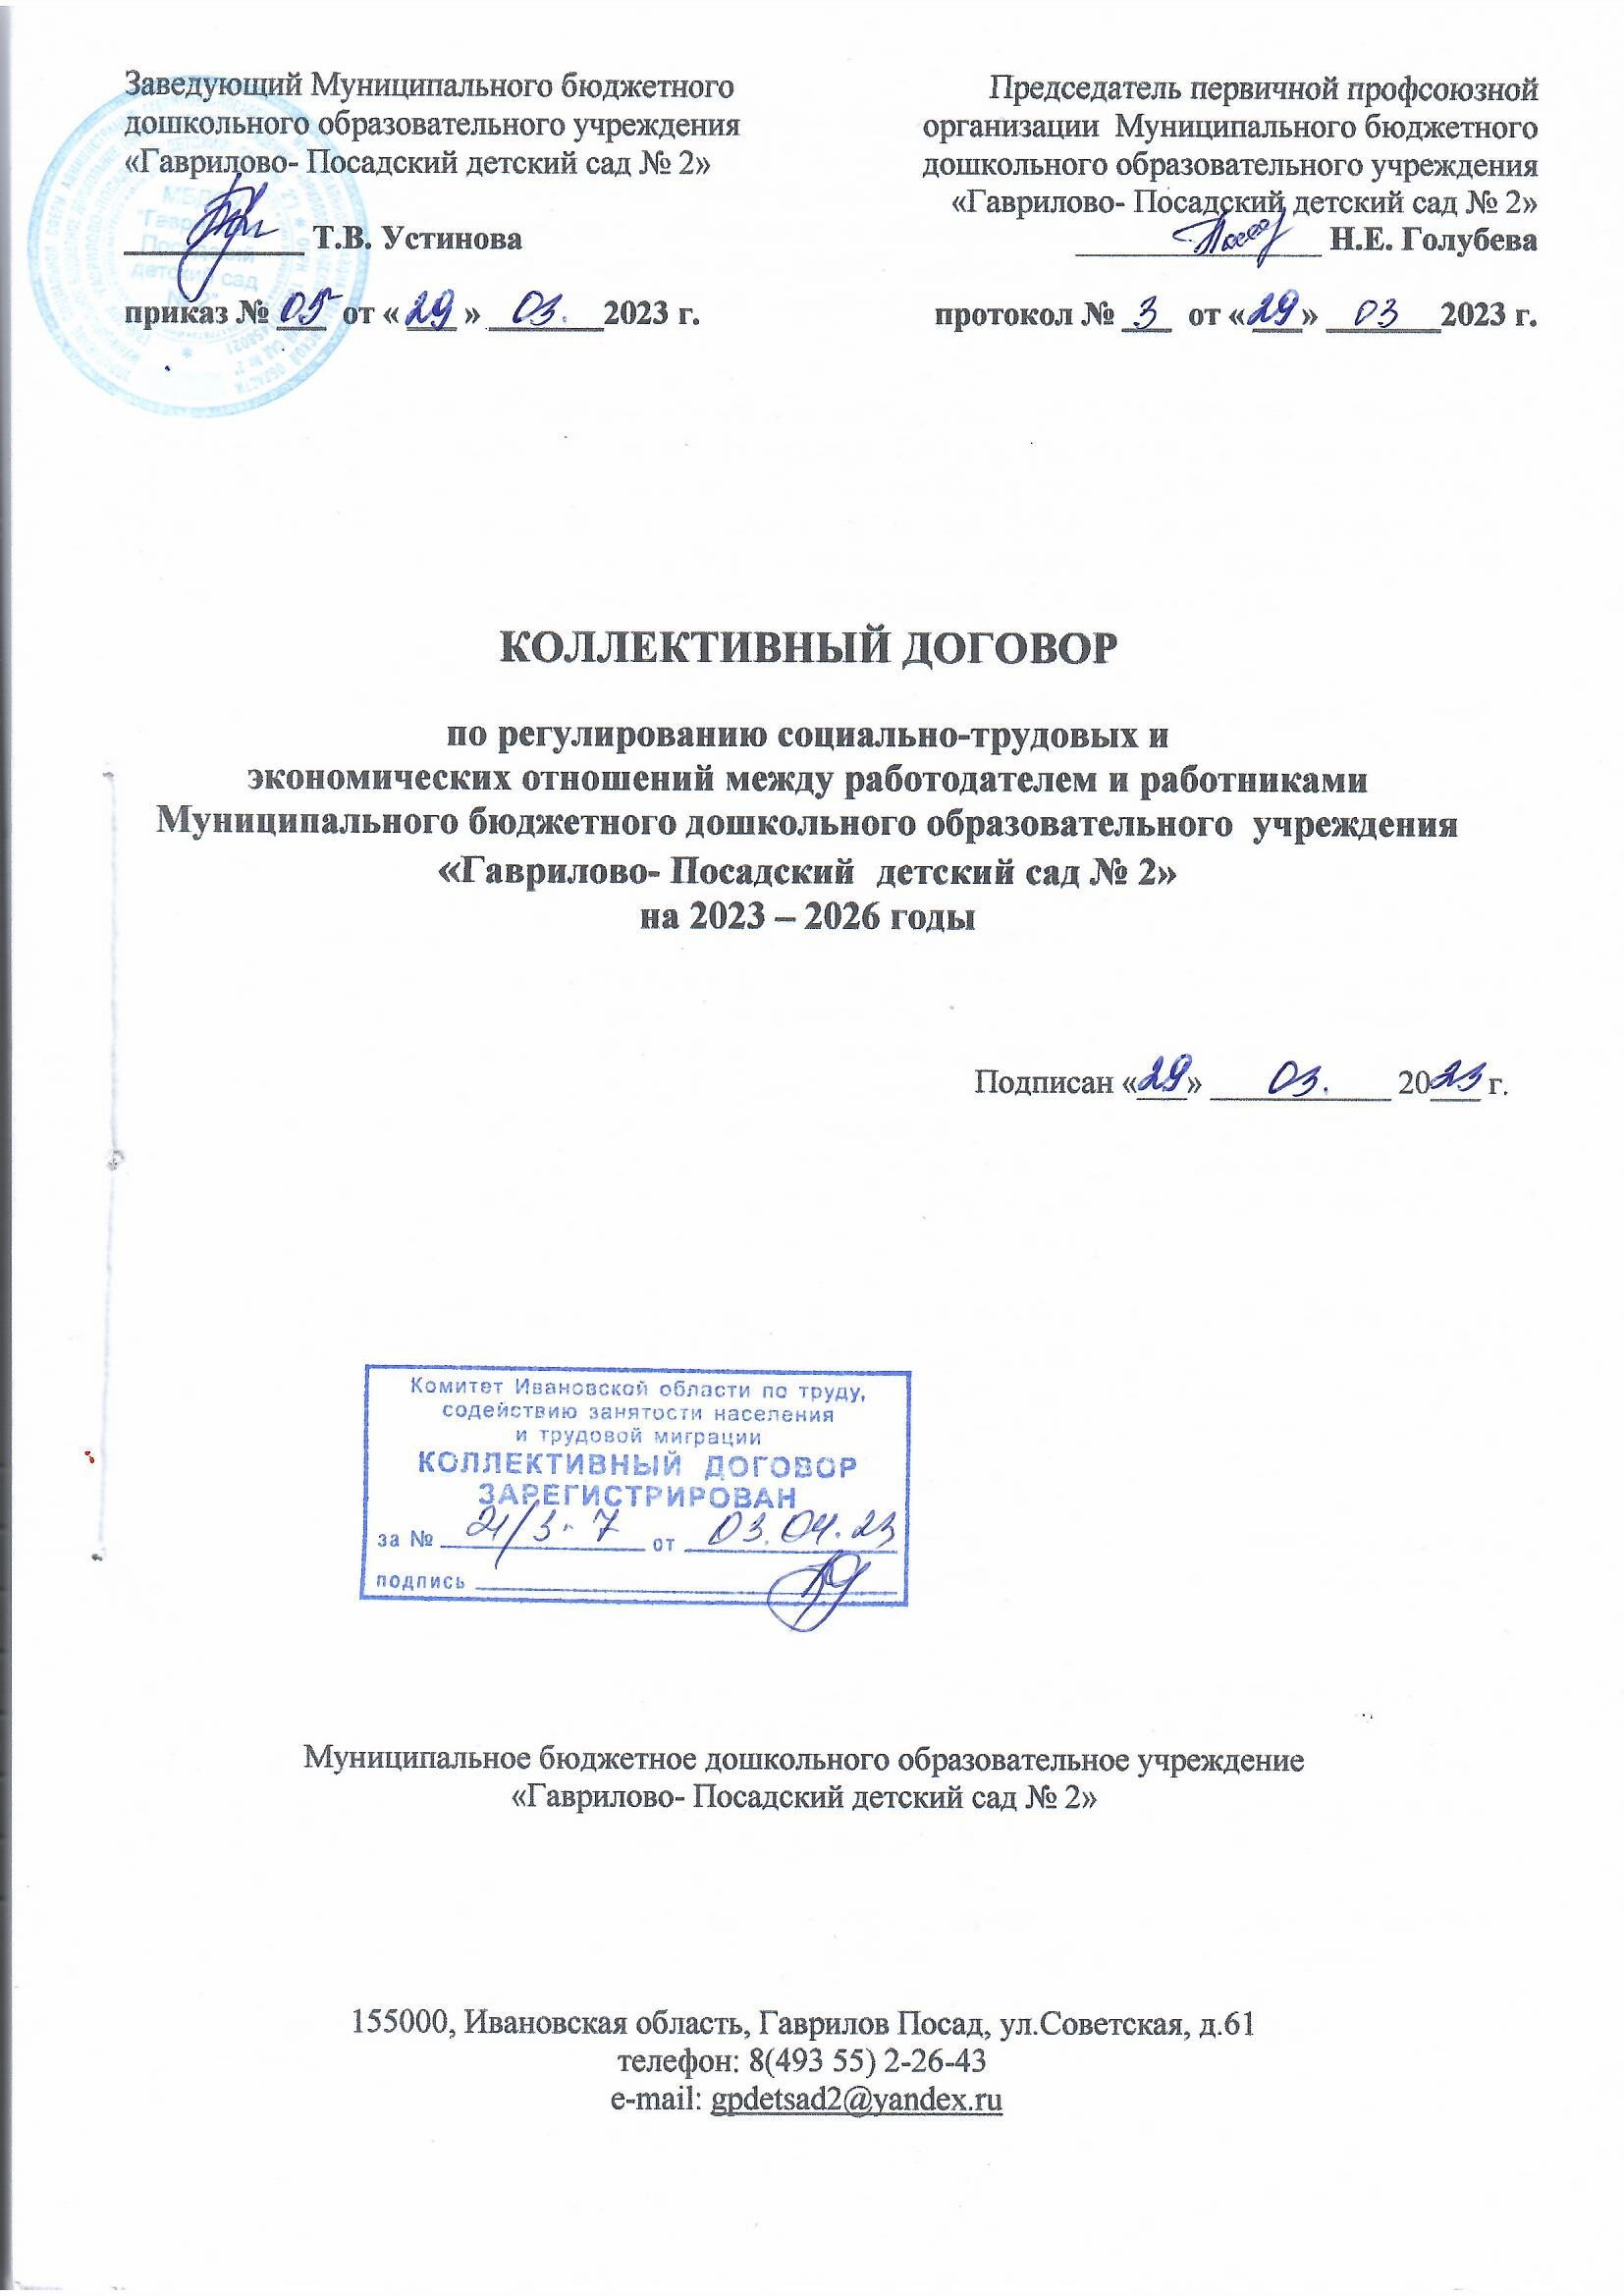 Заведующий Муниципального бюджетного
дошкольного образовательного учреждения
«Гаврилово- Посадский детский сад № 2»
Т.В. Устинова
приказ № 05 от « 29 » 03. 2023 г.
Председатель первичной профсоюзной
организации Муниципального бюджетного
дошкольного образовательного учреждения
«Гаврилово- Посадский детский сад № 2»
Н.Е. Голубева
протокол № 3 от «29» 03 2023 г.
КОЛЛЕКТИВНЫЙ ДОГОВОР
по регулированию социально-трудовых и
экономических отношений между работодателем и работниками
Муниципального бюджетного дошкольного образовательного учреждения
«Гаврилово- Посадский детский сад № 2»
на 2023 – 2026 годы
Подписан «29» 03. 2023 г.
Комитет Ивановской области по труду,
содействию занятости населения
и трудовой миграции
КОЛЛЕКТИВНЫЙ ДОГОВОР
ЗАРЕГИСТРИРОВАН
за № 21/3-7 от 03.04.23
подпись
Муниципальное бюджетное дошкольного образовательное учреждение
«Гаврилово- Посадский детский сад № 2»
155000, Ивановская область, Гаврилов Посад, ул.Советская, д.61
телефон: 8(493 55) 2-26-43
e-mail: gpdetsad2@yandex.ru